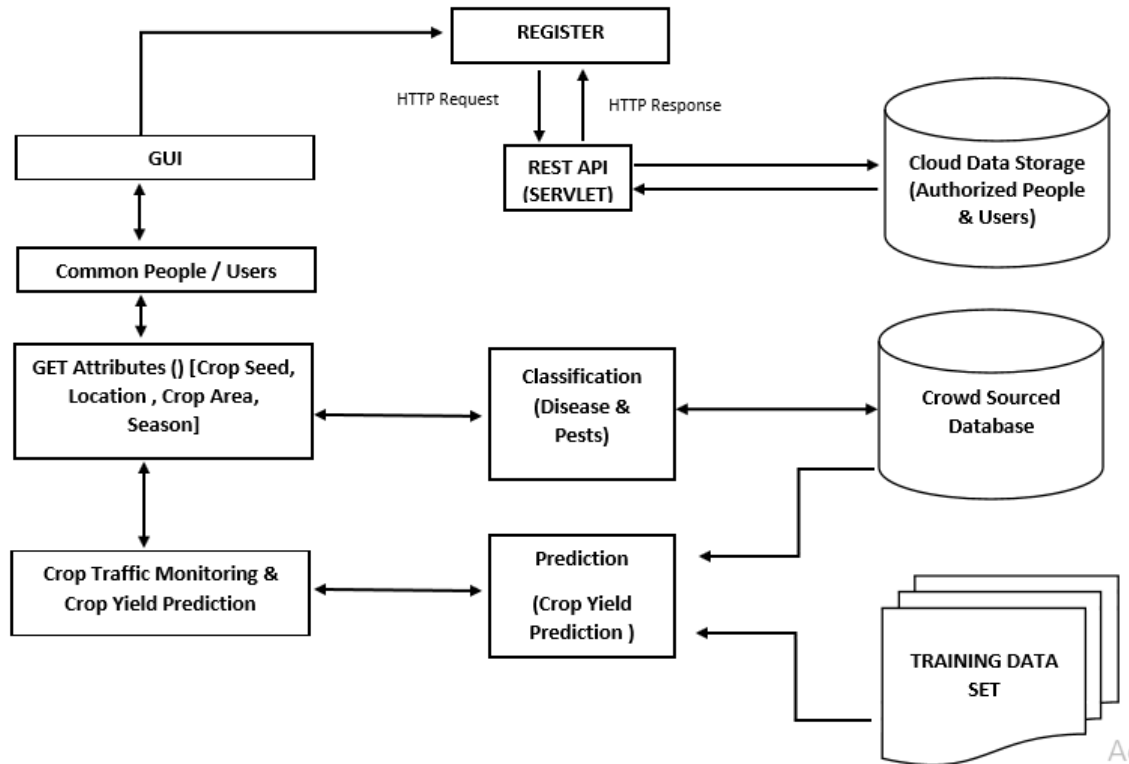 REGISTER
HTTP Request
HTTP Response
GUI
REST API
(SERVLET)
Cloud Data Storage
(Authorized People
& Users)
Common People / Users
GET Attributes () [Crop Seed,
Location , Crop Area,
Season]
Classification
(Disease &
Pests)
Crowd Sourced
Database
Crop Traffic Monitoring &
Crop Yield Prediction
Prediction
(Crop Yield
Prediction )
TRAINING DATA
SET